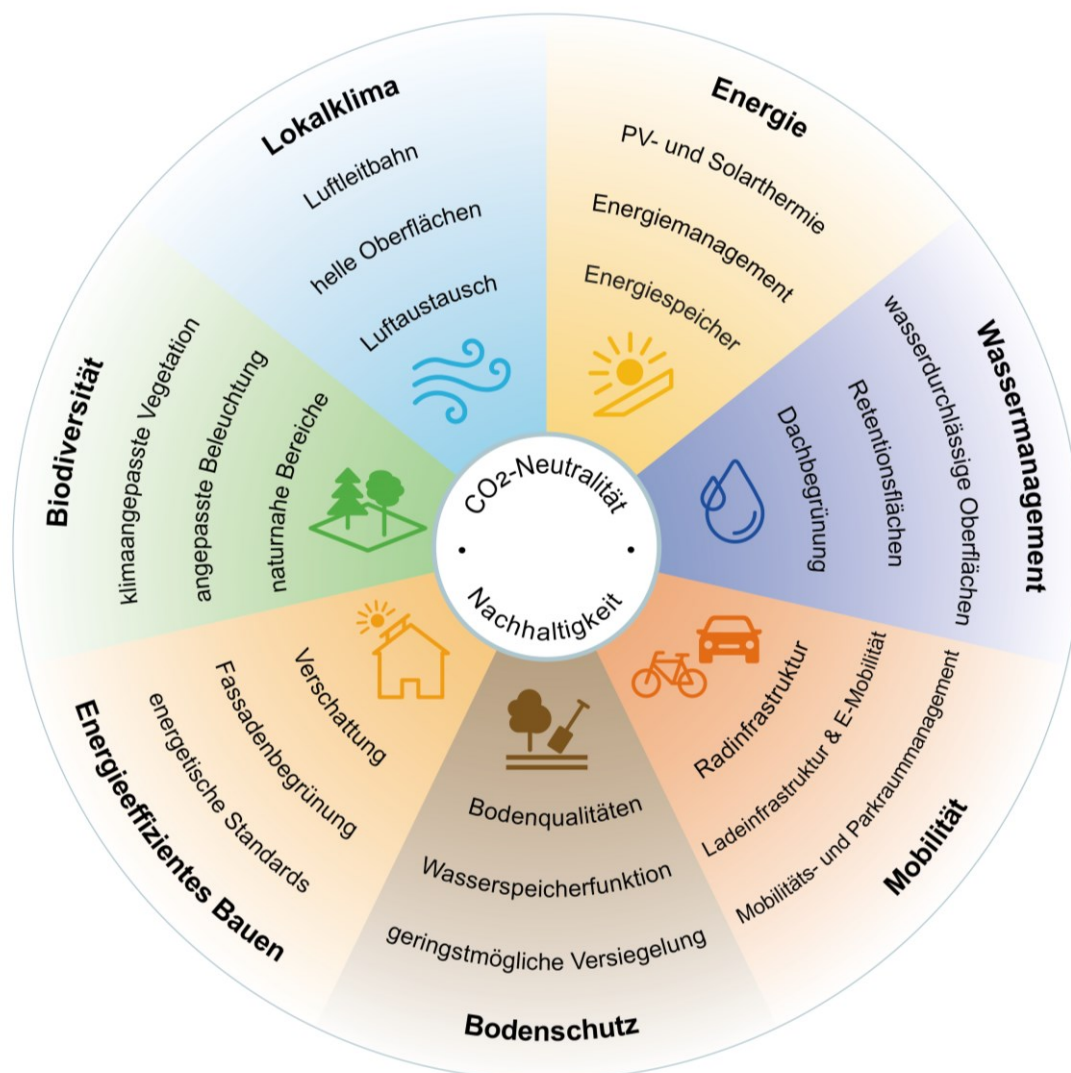 Energie
PV- und Solarthermie
Energiemanagement
Energiespeicher
Wassermanagement
wasserdurchlässige Oberflächen
Retentionsflächen
Dachbegrünung
Mobilität
Mobilitäts- und Parkraummanagement
Ladeinfrastruktur & E-Mobilität
Radinfrastruktur
Bodenqualitäten
Wasserspeicherfunktion
geringstmögliche Versiegelung
Bodenschutz
Energieeffizientes Bauen
energetische Standards
Fassadenbegrünung
Verschattung
Biodiversität
klimaangepasste Vegetation
angepasste Beleuchtung
naturnahe Bereiche
Lokalklima
Luftleitbahn
helle Oberflächen
Luftaustausch
CO2-Neutralität
• •
Nachhaltigkeit